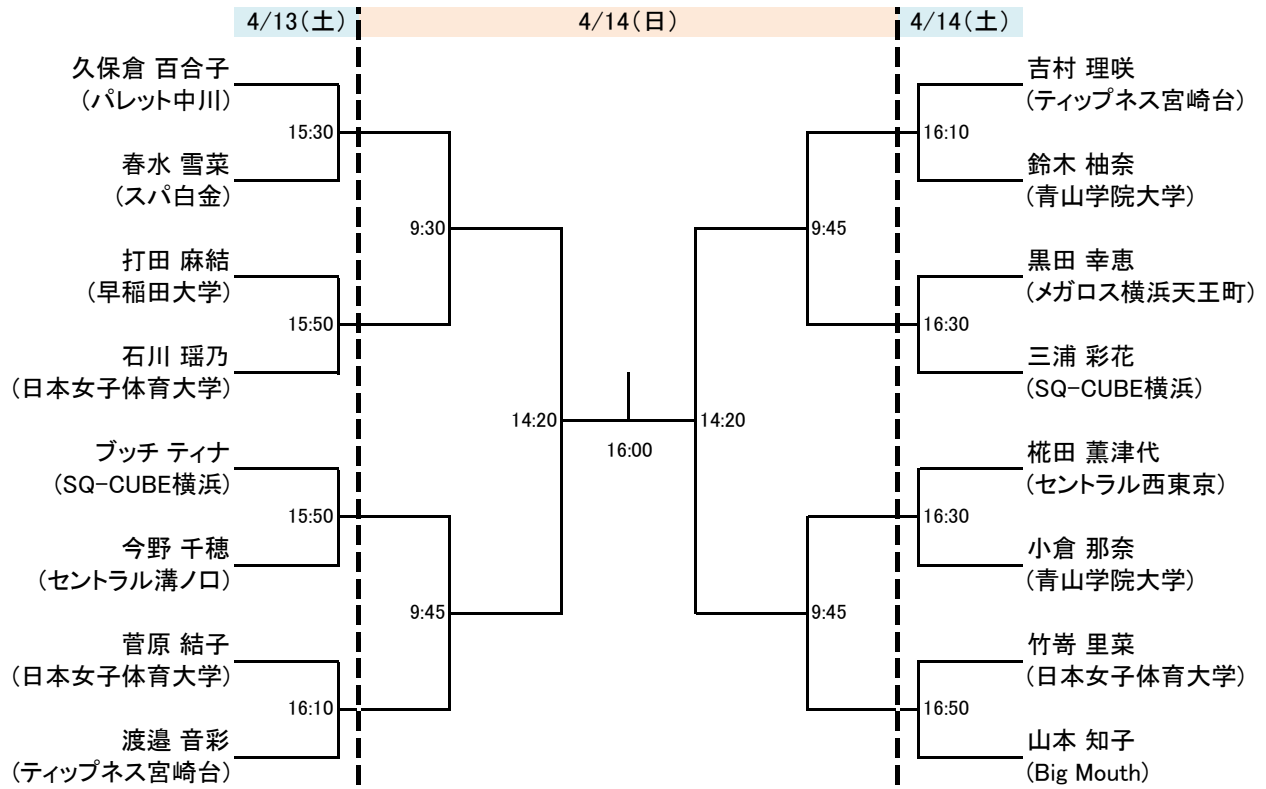 4/13(土)
4/14(日)
4/14(土)
久保倉 百合子
(パレット中川)
15:30
春水 雪菜
(スパ白金)
9:30
打田 麻結
(早稲田大学)
15:50
石川 瑶乃
(日本女子体育大学)
14:20
ブッチ ティナ
(SQ-CUBE横浜)
15:50
今野 千穂
(セントラル溝ノ口)
9:45
菅原 結子
(日本女子体育大学)
16:10
渡邉 音彩
(ティップネス宮崎台)
16:00
吉村 理咲
(ティップネス宮崎台)
16:10
鈴木 柚奈
(青山学院大学)
9:45
黒田 幸恵
(メガロス横浜天王町)
16:30
三浦 彩花
(SQ-CUBE横浜)
14:20
椛田 薫津代
(セントラル西東京)
16:30
小倉 那奈
(青山学院大学)
9:45
竹嵜 里菜
(日本女子体育大学)
16:50
山本 知子
(Big Mouth)